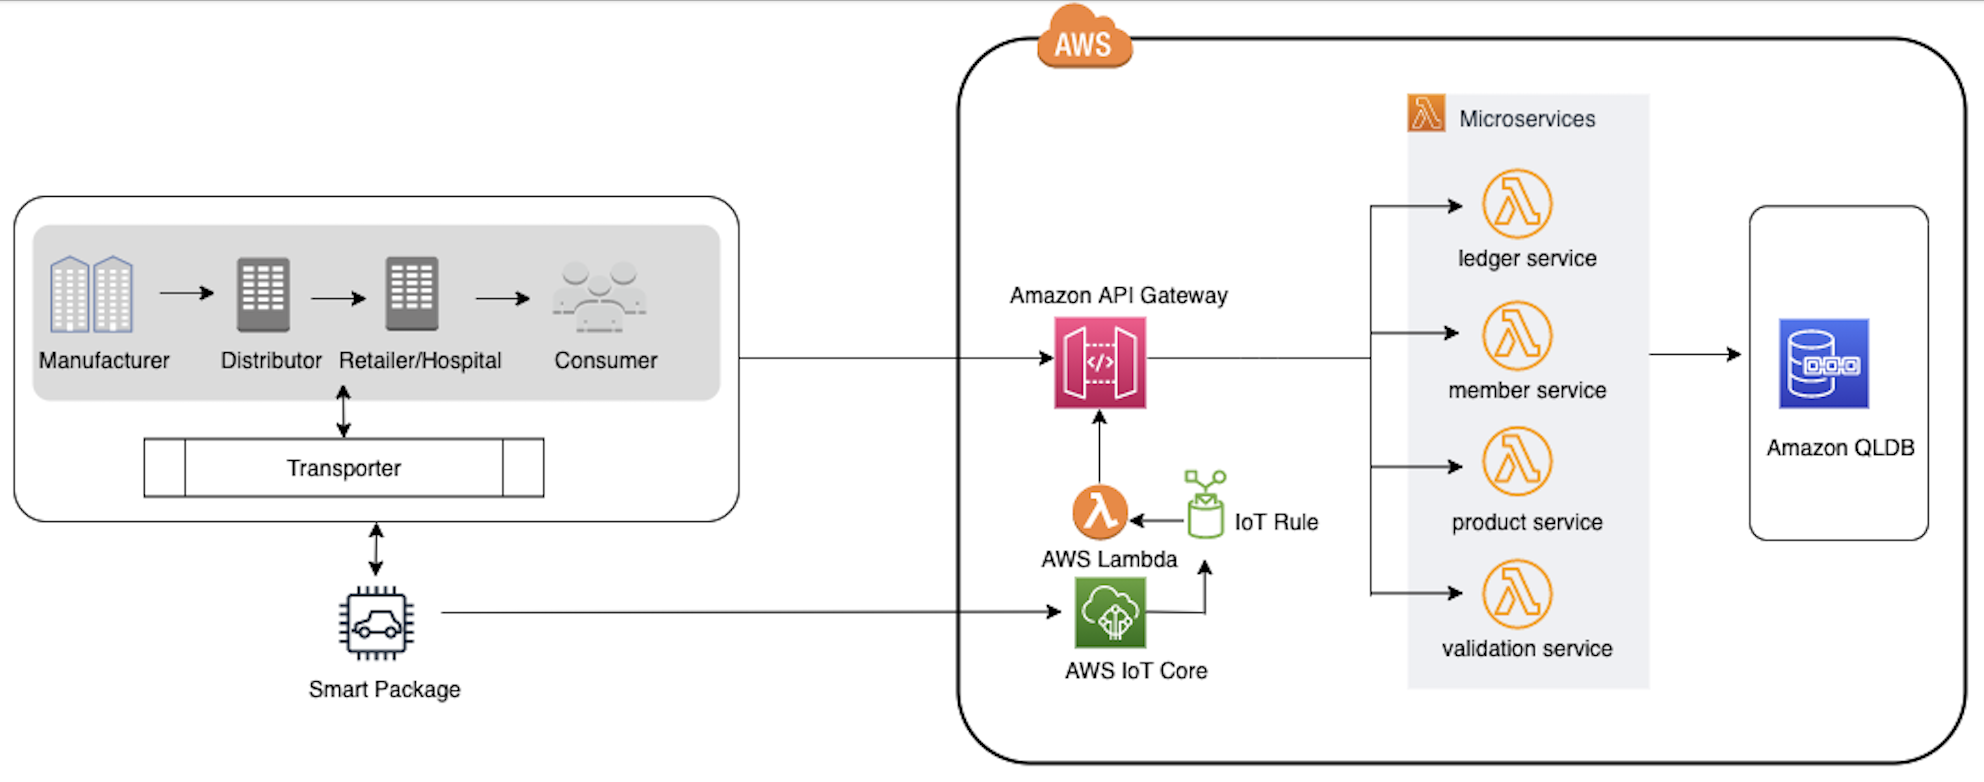 AWS
Microservices
ledger service
Amazon API Gateway
Manufacturer
Distributor
Retailer/Hospital
Consumer
member service
Amazon QLDB
Transporter
product service
IoT Rule
AWS Lambda
validation service
AWS IoT Core
Smart Package